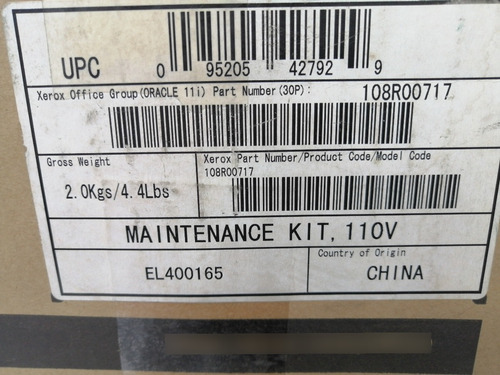 UPC 0 95205 42792 9
Xerox Office Group(ORACLE 11i) Part Number(30P): 108R00717
Gross Weight
2.0Kgs/4.4Lbs
Xerox Part Number/Product Code/Model Code
108R00717
MAINTENANCE KIT, 110V
EL400165
Country of Origin
CHINA